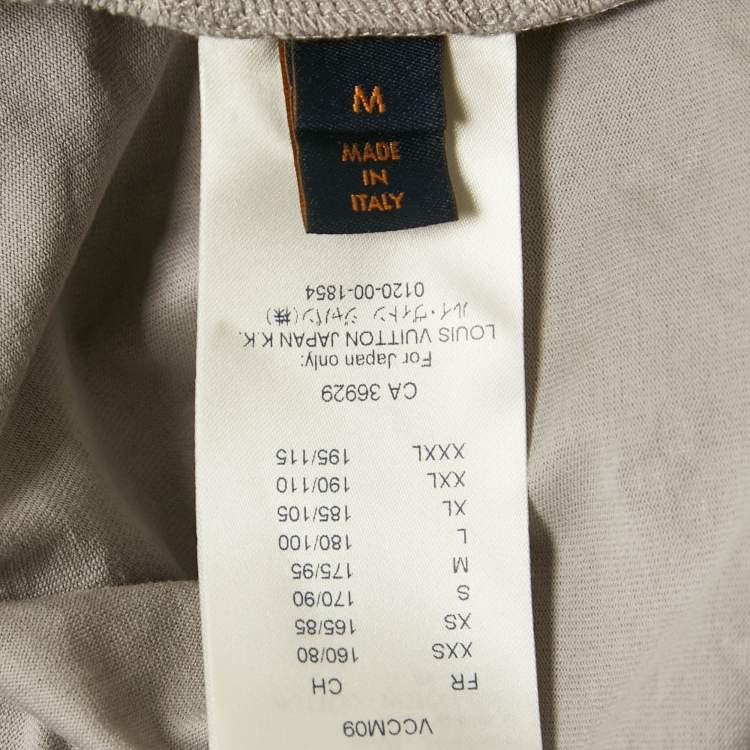 M
MADE
IN
ITALY
VCCM09
FR CH
XXS 160/80
XS 165/85
S 170/90
M 175/95
L 180/100
XL 185/105
XXL 190/110
XXXL 195/115
CA 36929
For Japan only:
LOUIS VUITTON JAPAN K.K.
ルイ・ヴィトン ジャパン(株)
0120-00-1854